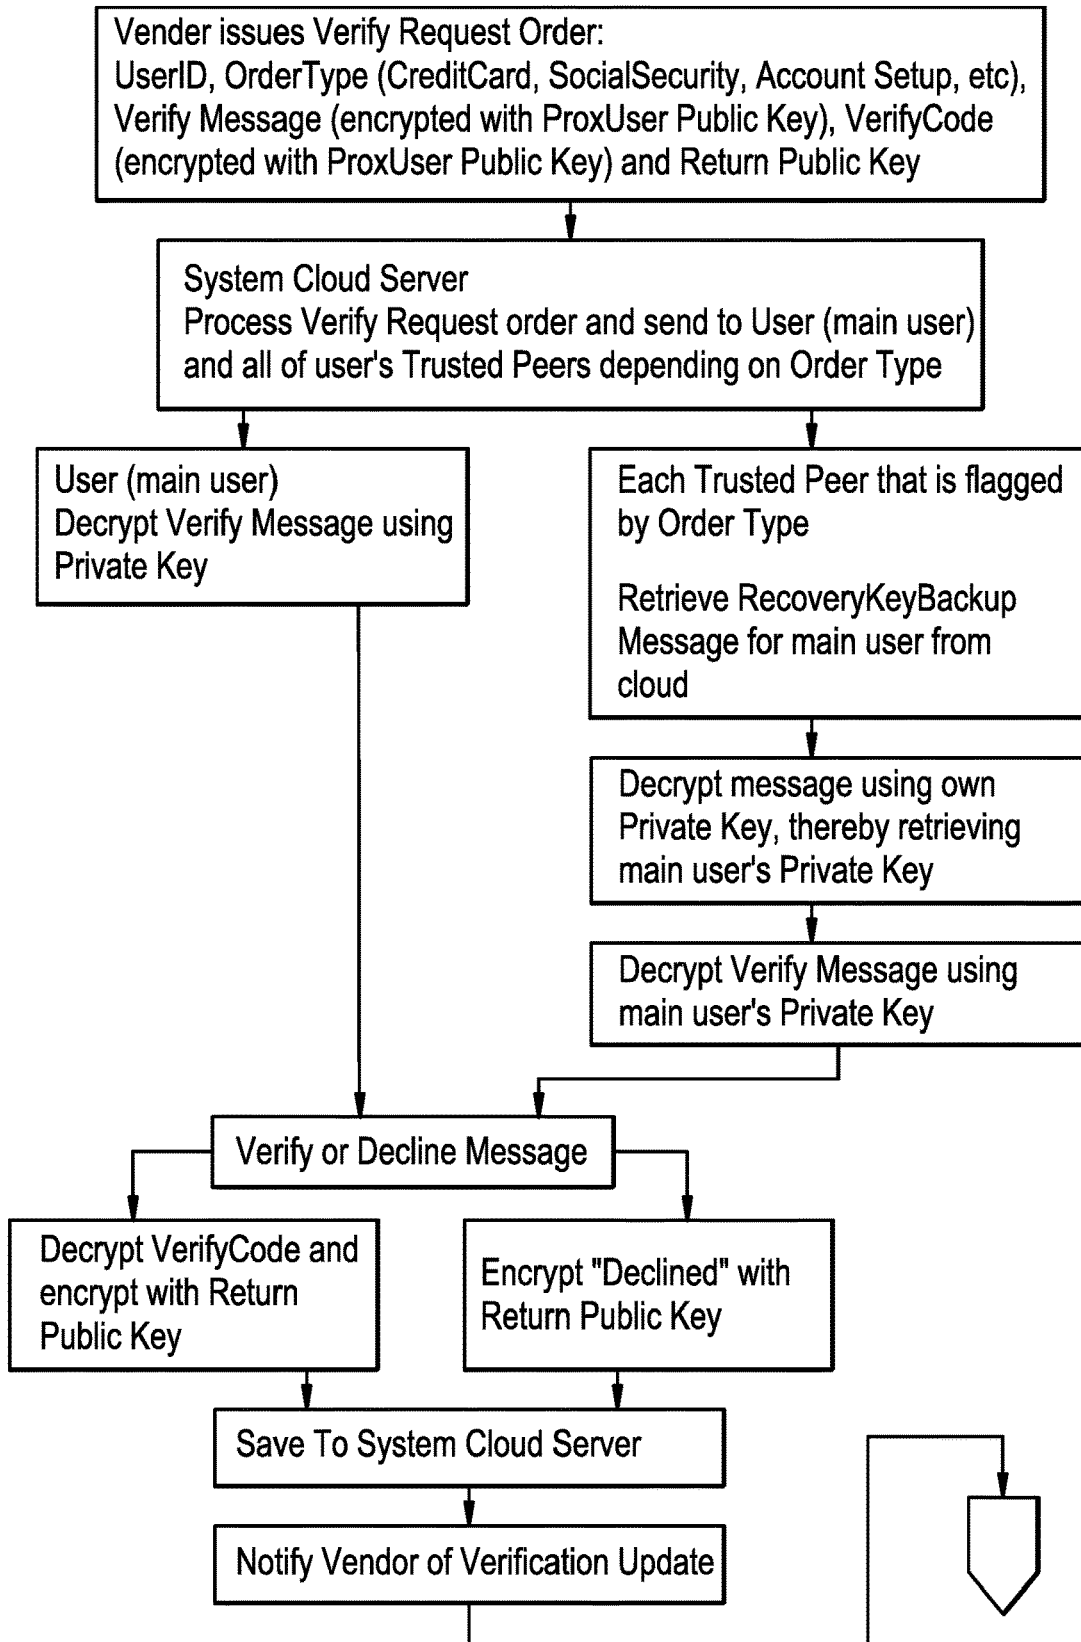 Vender issues Verify Request Order:
UserID, OrderType (CreditCard, SocialSecurity, Account Setup, etc),
Verify Message (encrypted with ProxUser Public Key), VerifyCode
(encrypted with ProxUser Public Key) and Return Public Key
System Cloud Server
Process Verify Request order and send to User (main user)
and all of user's Trusted Peers depending on Order Type
User (main user)
Decrypt Verify Message using
Private Key
Each Trusted Peer that is flagged
by Order Type
Retrieve RecoveryKeyBackup
Message for main user from
cloud
Decrypt message using own
Private Key, thereby retrieving
main user's Private Key
Decrypt Verify Message using
main user's Private Key
Verify or Decline Message
Decrypt VerifyCode and
encrypt with Return
Public Key
Encrypt "Declined" with
Return Public Key
Save To System Cloud Server
Notify Vendor of Verification Update